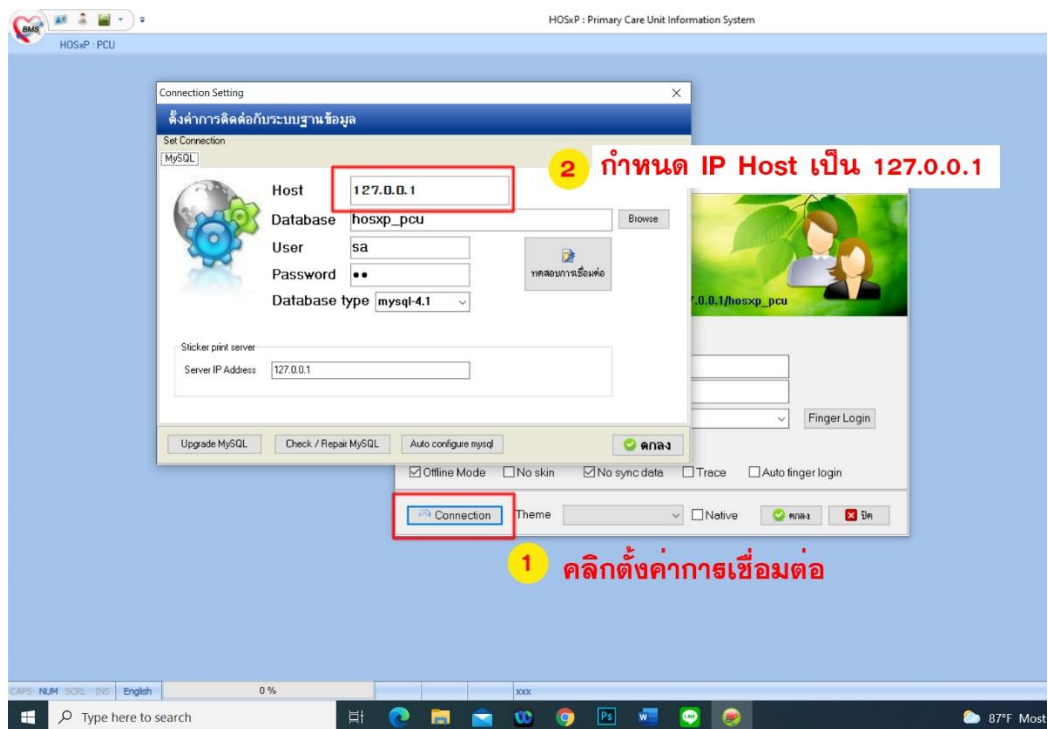 HOSxP : Primary Care Unit Information System
BMS
HOSxP : PCU
Connection Setting
ตั้งค่าการติดต่อกับระบบฐานข้อมูล
Set Connection
MySQL
2 กำหนด IP Host เป็น 127.0.0.1
Host 127.0.0.1
Database hosxp_pcu Browse
User sa
ทดสอบการเชื่อมต่อ
Password ••
Database type mysql-4.1
.0.0.1/hosxp_pcu
Sticker print server
Server IP Address 127.0.0.1
Finger Login
Upgrade MySQL Check / Repair MySQL Auto configure mysql ตกลง
Offline Mode No skin No sync data Trace Auto finger login
Connection Theme Native ตกลง ปิด
1 คลิกตั้งค่าการเชื่อมต่อ
CAPS NUM SCRL INS English 0 % xxx
Type here to search Ps W LINE 87°F Most